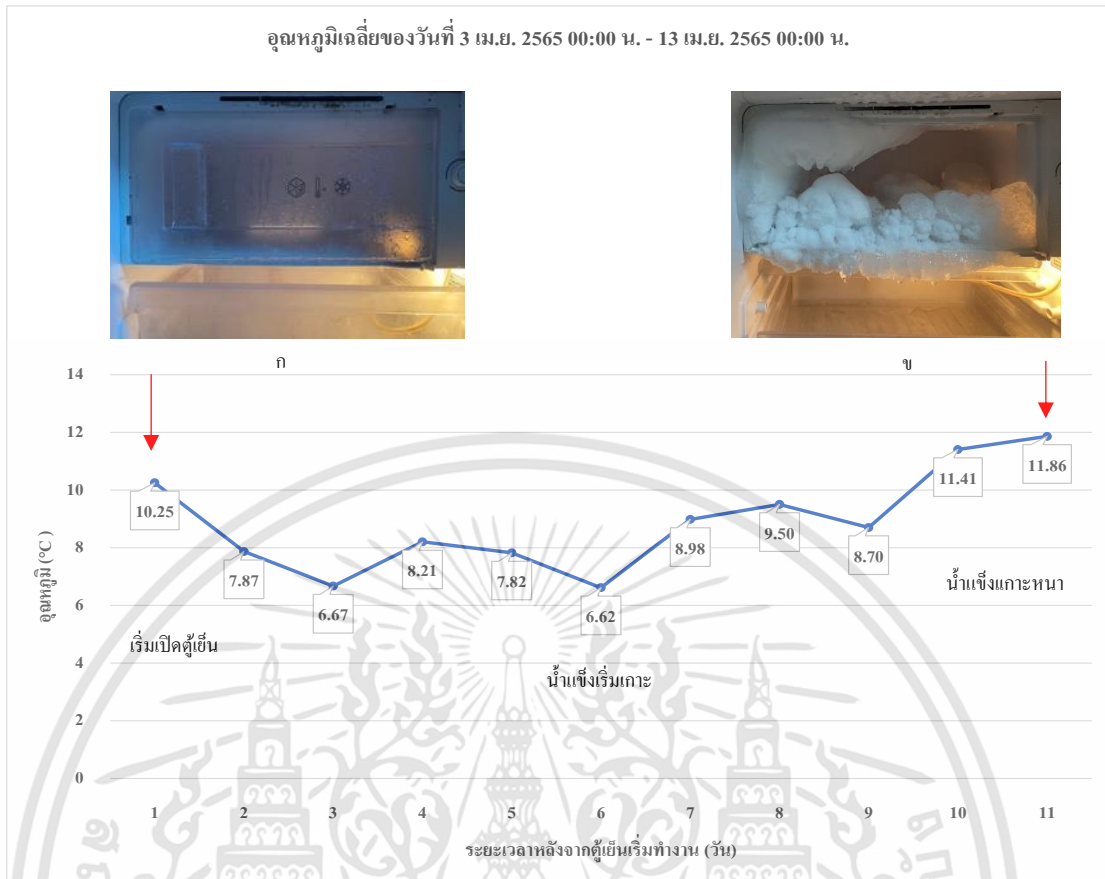 อุณหภูมิเฉลี่ยของวันที่ 3 เม.ย. 2565 00:00 น. - 13 เม.ย. 2565 00:00 น.
ก
ข
อุณหภูมิ (°C )
14
12
10
8
6
4
2
0
10.25
7.87
6.67
8.21
7.82
6.62
8.98
9.50
8.70
11.41
11.86
เริ่มเปิดตู้เย็น
น้ำแข็งเริ่มเกาะ
น้ำแข็งเกาะหนา
1 2 3 4 5 6 7 8 9 10 11
ระยะเวลาหลังจากตู้เย็นเริ่มทำงาน (วัน)